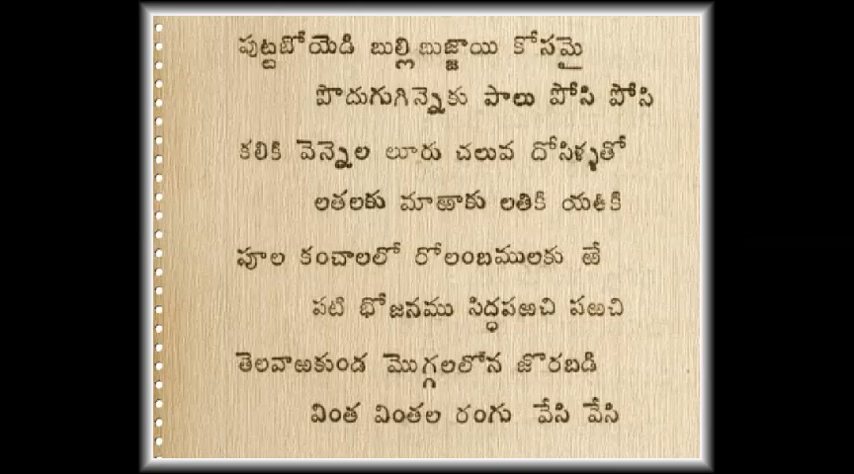 పుట్టబోయెడి బుల్లిబుజ్జాయి కోసమై
పొదుగుగిన్నెకు పాలు పోసి పోసి
కలికి వెన్నెల లూరు చలువ దోసిళ్ళతో
లతలకు మాఱాకు లతికి యతికి
పూల కంచాలలో రోలంబములకు ఱే
పటి భోజనము సిద్ధపఱచి పఱచి
తెలవాఱకుండ మొగ్గలలోన జొరబడి
వింత వింతల రంగు వేసి వేసి